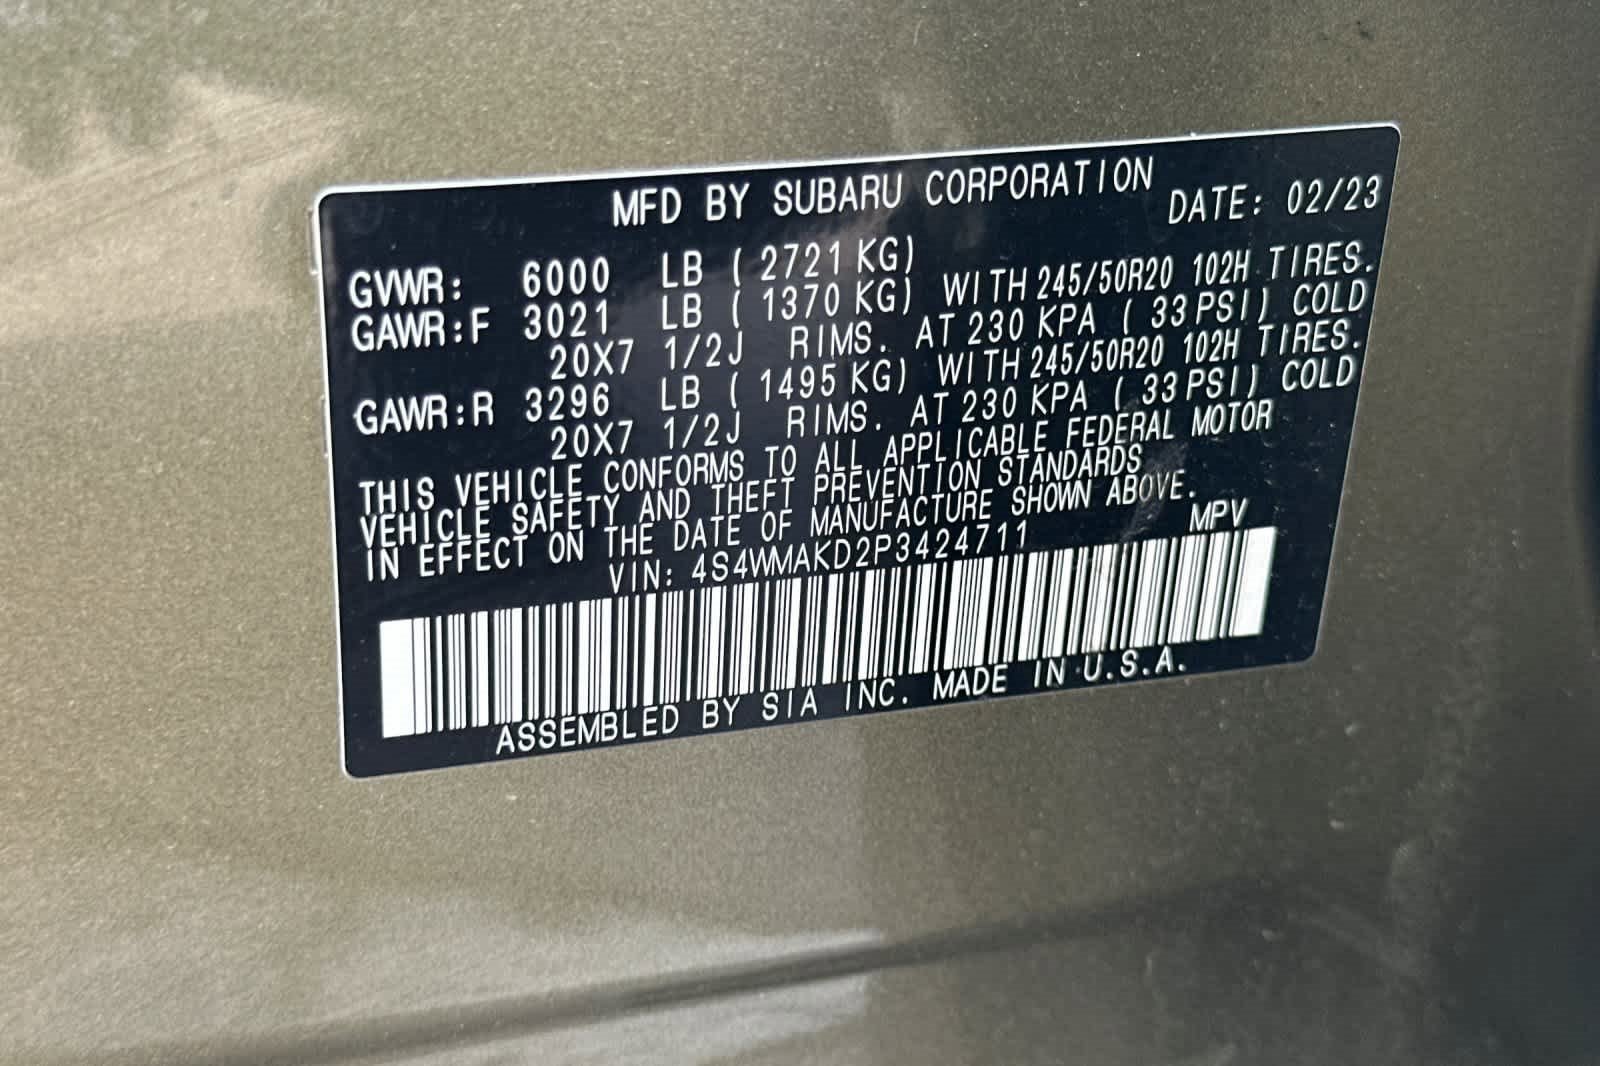 MFD BY SUBARU CORPORATION DATE: 02/23
GVWR: 6000 LB ( 2721 KG)
GAWR:F 3021 LB ( 1370 KG) WITH 245/50R20 102H TIRES.
20X7 1/2J RIMS. AT 230 KPA ( 33 PSI) COLD
GAWR:R 3296 LB ( 1495 KG) WITH 245/50R20 102H TIRES.
20X7 1/2J RIMS. AT 230 KPA ( 33 PSI) COLD
THIS VEHICLE CONFORMS TO ALL APPLICABLE FEDERAL MOTOR
VEHICLE SAFETY AND THEFT PREVENTION STANDARDS
IN EFFECT ON THE DATE OF MANUFACTURE SHOWN ABOVE.
VIN: 4S4WMAKD2P3424711 MPV
ASSEMBLED BY SIA INC. MADE IN U.S.A.